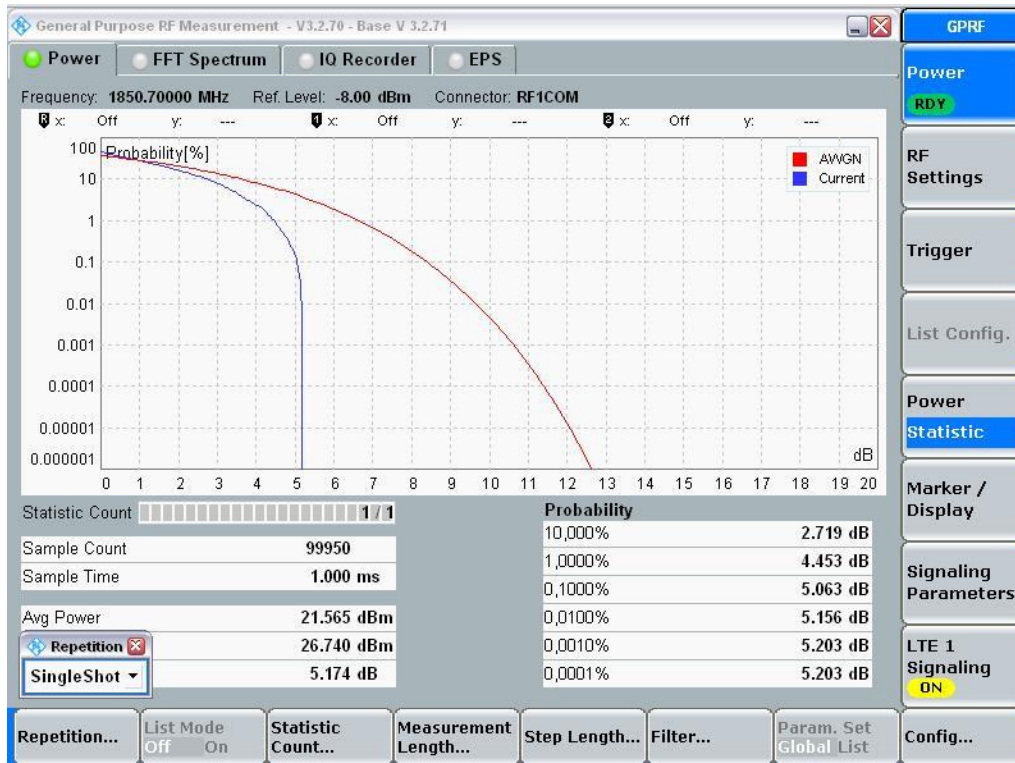 General Purpose RF Measurement - V3.2.70 - Base V 3.2.71
GPRF
Power FFT Spectrum IQ Recorder EPS
Power
RDY
Frequency: 1850.70000 MHz Ref. Level: -8.00 dBm Connector: RF1COM
R x: Off y: --- 1 x: Off y: --- 2 x: Off y: ---
Probability[%]
AWGN
Current
100
10
1
0.1
0.01
0.001
0.0001
0.00001
0.000001
dB
0 1 2 3 4 5 6 7 8 9 10 11 12 13 14 15 16 17 18 19 20
RF
Settings
Trigger
List Config.
Power
Statistic
Marker /
Display
Signaling
Parameters
LTE 1
Signaling
ON
Statistic Count 1 / 1
Sample Count 99950
Sample Time 1.000 ms
Avg Power 21.565 dBm
26.740 dBm
5.174 dB
Repetition
SingleShot
Probability
10,000% 2.719 dB
1,0000% 4.453 dB
0,1000% 5.063 dB
0,0100% 5.156 dB
0,0010% 5.203 dB
0,0001% 5.203 dB
Repetition...
List Mode
Off On
Statistic
Count...
Measurement
Length...
Step Length...
Filter...
Param. Set
Global List
Config...